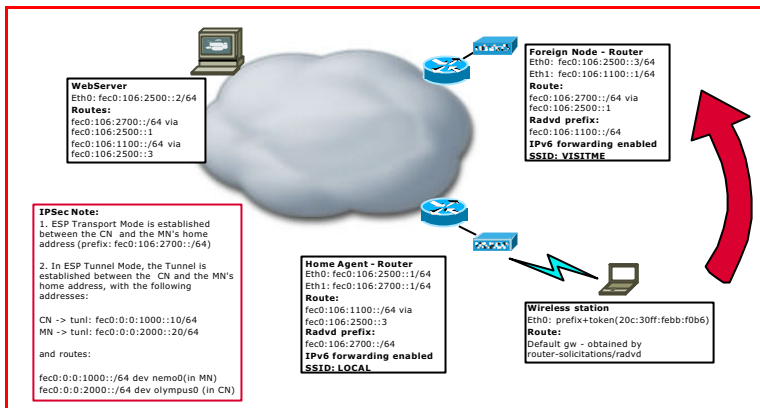 WebServer
Eth0: fec0:106:2500::2/64
Routes:
fec0:106:2700::/64 via
fec0:106:2500::1
fec0:106:1100::/64 via
fec0:106:2500::3
Foreign Node - Router
Eth0: fec0:106:2500::3/64
Eth1: fec0:106:1100::1/64
Route:
fec0:106:2700::/64 via
fec0:106:2500::1
Radvd prefix:
fec0:106:1100::/64
IPv6 forwarding enabled
SSID: VISITME
IPSec Note:
1. ESP Transport Mode is established
between the CN and the MN's home
address (prefix: fec0:106:2700::/64)
2. In ESP Tunnel Mode, the Tunnel is
established between the CN and the MN's
home address, with the following
addresses:
CN -> tunl: fec0:0:0:1000::10/64
MN -> tunl: fec0:0:0:2000::20/64
and routes:
fec0:0:0:1000::/64 dev nemo0(in MN)
fec0:0:0:2000::/64 dev olympus0 (in CN)
Home Agent - Router
Eth0: fec0:106:2500::1/64
Eth1: fec0:106:2700::1/64
Route:
fec0:106:1100::/64 via
fec0:106:2500::3
Radvd prefix:
fec0:106:2700::/64
IPv6 forwarding enabled
SSID: LOCAL
Wireless station
Eth0: prefix+token(20c:30ff:febb:f0b6)
Route:
Default gw - obtained by
router-solicitations/radvd